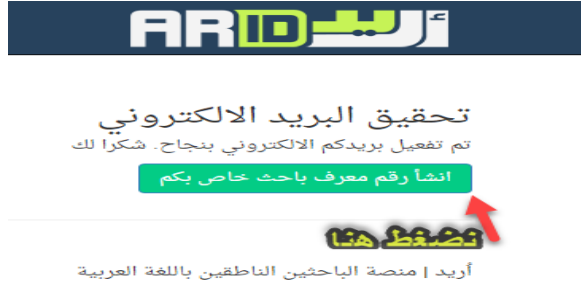 ARID أريد
تحقيق البريد الالكتروني
تم تفعيل بريدكم الالكتروني بنجاح. شكرا لك
انشأ رقم معرف باحث خاص بكم
نضغط هنا
أريد | منصة الباحثين الناطقين باللغة العربية